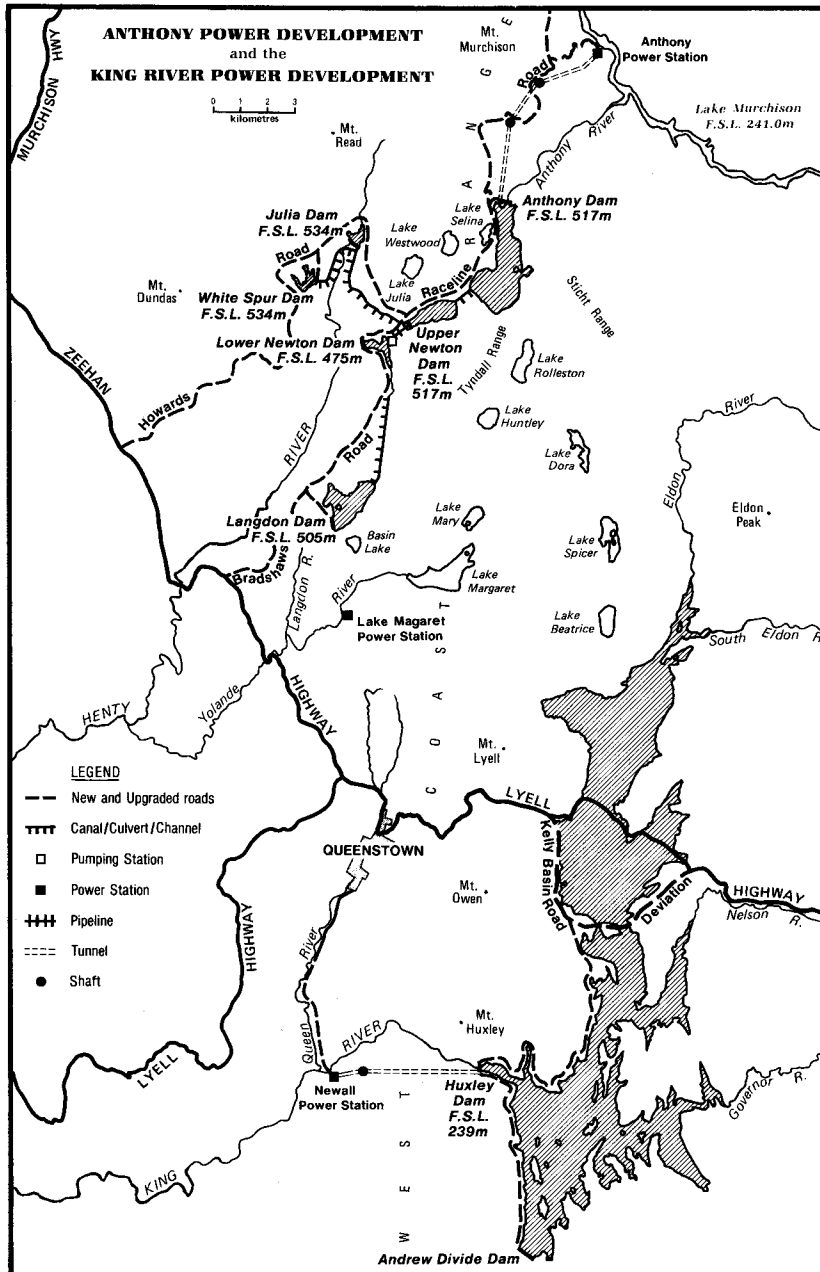 ANTHONY POWER DEVELOPMENT
and the
KING RIVER POWER DEVELOPMENT
0 1 2 3
kilometres
MURCHISON HWY
Mt.
Murchison
Anthony
Power Station
Road
Lake Murchison
F.S.L. 241.0m
Mt.
Read
Anthony River
Anthony Dam
F.S.L. 517m
Julia Dam
F.S.L. 534m
Lake
Selina
Lake
Westwood
Lake
Julia
Road
Raceline
Mt.
Dundas
White Spur Dam
F.S.L. 534m
Sticht Range
Lower Newton Dam
F.S.L. 475m
Upper
Newton
Dam
F.S.L.
517m
Tyndall Range
Lake
Rolleston
ZEEHAN
Howards
RIVER
Road
Lake
Huntley
River
Lake
Dora
Eldon
Eldon
Peak
Langdon Dam
F.S.L. 505m
Lake
Mary
Basin
Lake
Lake
Spicer
Bradshaws
Langdon R.
River
Lake
Margaret
Lake Magaret
Power Station
Lake
Beatrice
South Eldon R
HENTY
Yolande
HIGHWAY
Mt.
Lyell
LEGEND
New and Upgraded roads
Canal/Culvert/Channel
Pumping Station
Power Station
Pipeline
Tunnel
Shaft
LYELL
QUEENSTOWN
Kelly Basin
Road
Deviation
HIGHWAY
Nelson
R.
Mt.
Owen
HIGHWAY
River
Queen
Mt.
Huxley
RIVER
LYELL
Newall
Power Station
Huxley
Dam
F.S.L.
239m
Governor R.
KING
WEST COAST RANGE
Andrew Divide Dam